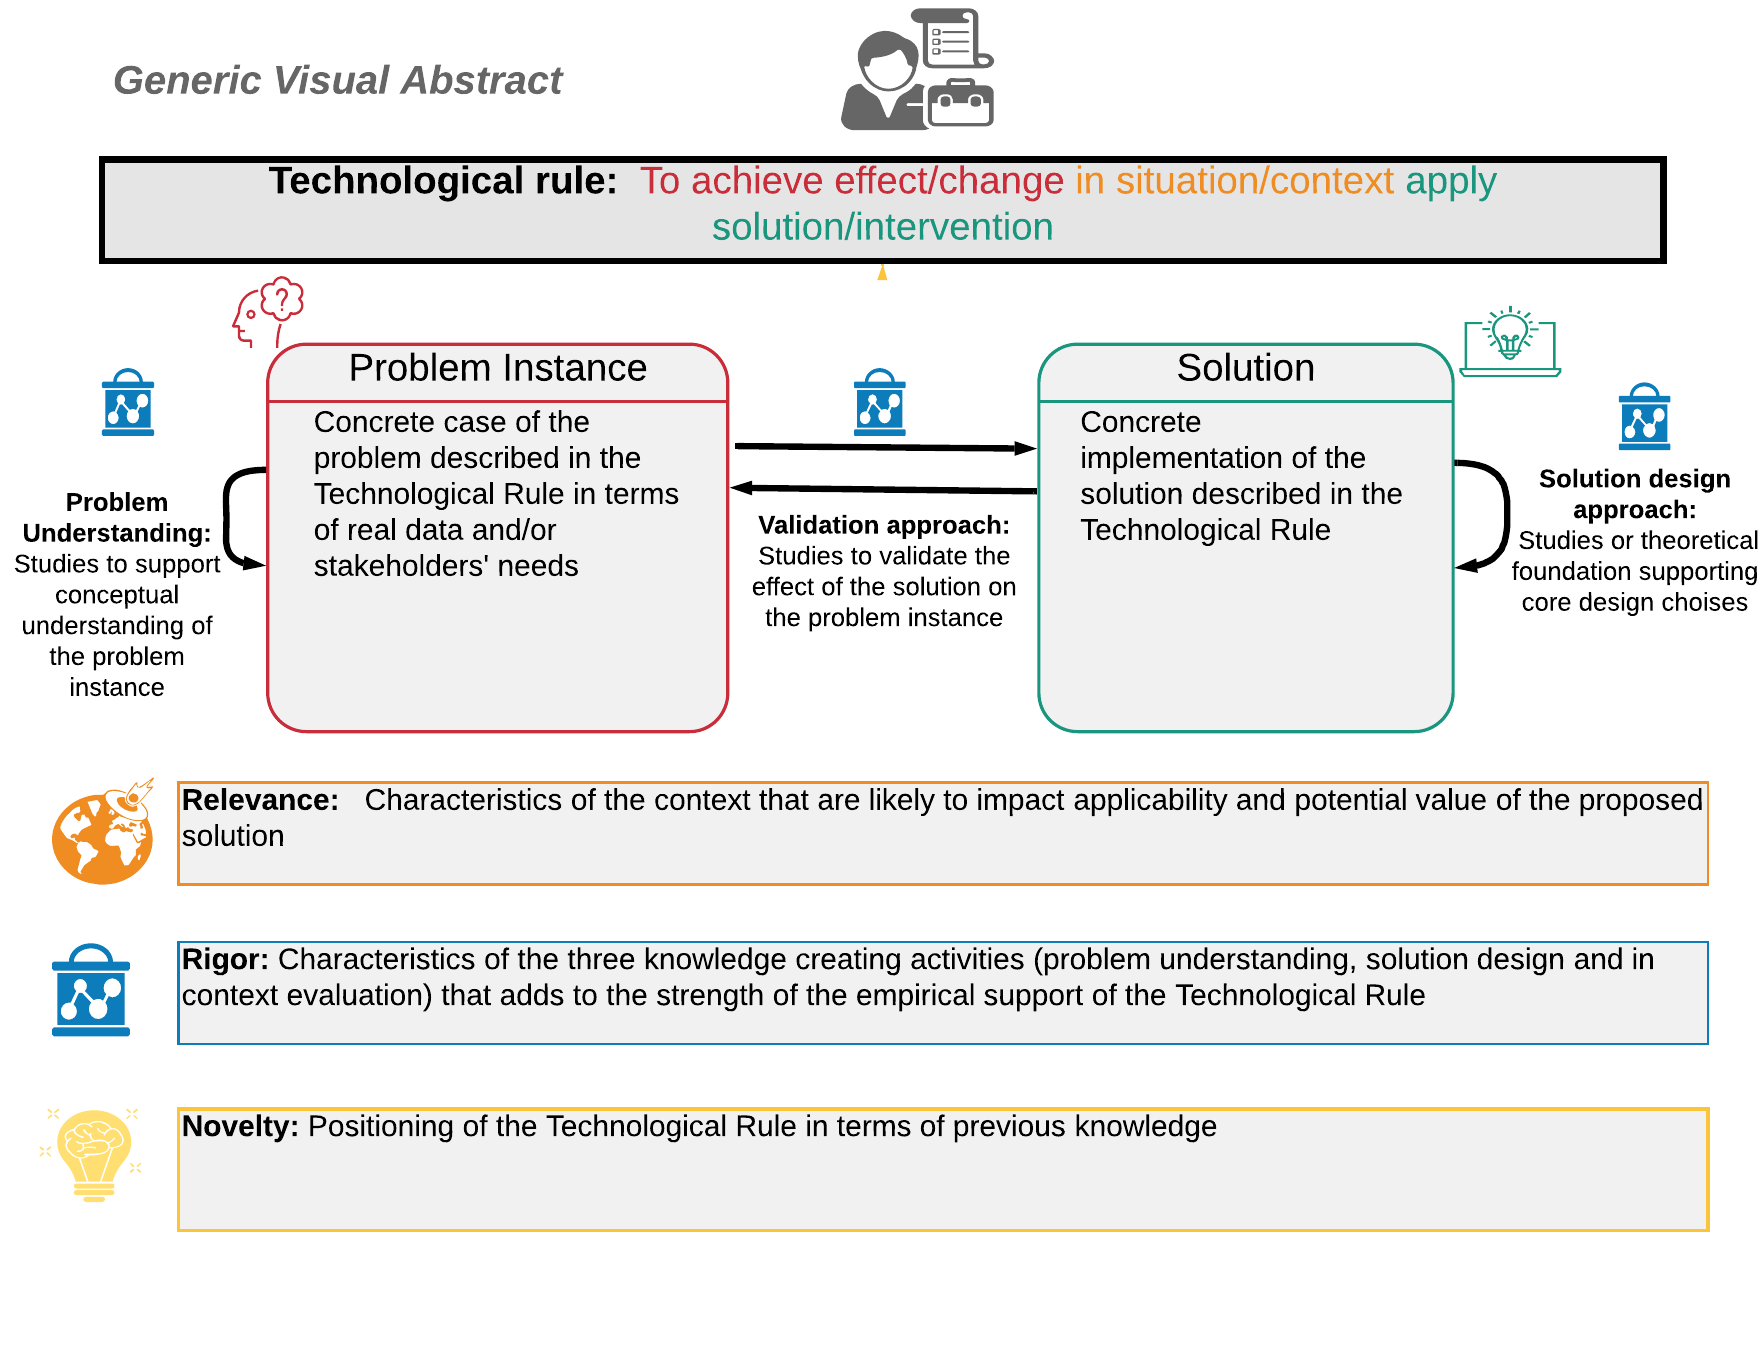 Generic Visual Abstract
Technological rule: To achieve effect/change in situation/context apply
solution/intervention
?
Problem Instance
Concrete case of the
problem described in the
Technological Rule in terms
of real data and/or
stakeholders' needs
Solution
Concrete
implementation of the
solution described in the
Technological Rule
Problem
Understanding:
Studies to support
conceptual
understanding of
the problem
instance
Validation approach:
Studies to validate the
effect of the solution on
the problem instance
Solution design
approach:
Studies or theoretical
foundation supporting
core design choises
Relevance: Characteristics of the context that are likely to impact applicability and potential value of the proposed
solution
Rigor: Characteristics of the three knowledge creating activities (problem understanding, solution design and in
context evaluation) that adds to the strength of the empirical support of the Technological Rule
Novelty: Positioning of the Technological Rule in terms of previous knowledge